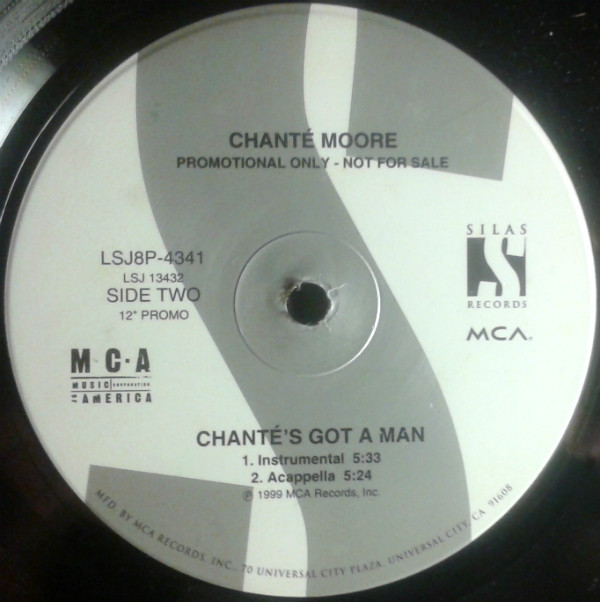 CHANTÉ MOORE
PROMOTIONAL ONLY - NOT FOR SALE
LSJ8P-4341
LSJ 13432
SIDE TWO
12" PROMO
SILAS
S
RECORDS
MCA
M·C·A
MUSIC CORPORATION
OF AMERICA
CHANTÉ'S GOT A MAN
1. Instrumental 5:33
2. Acappella 5:24
℗ 1999 MCA Records, Inc.
MFD. BY MCA RECORDS, INC., 70 UNIVERSAL CITY PLAZA, UNIVERSAL CITY, CA 91608